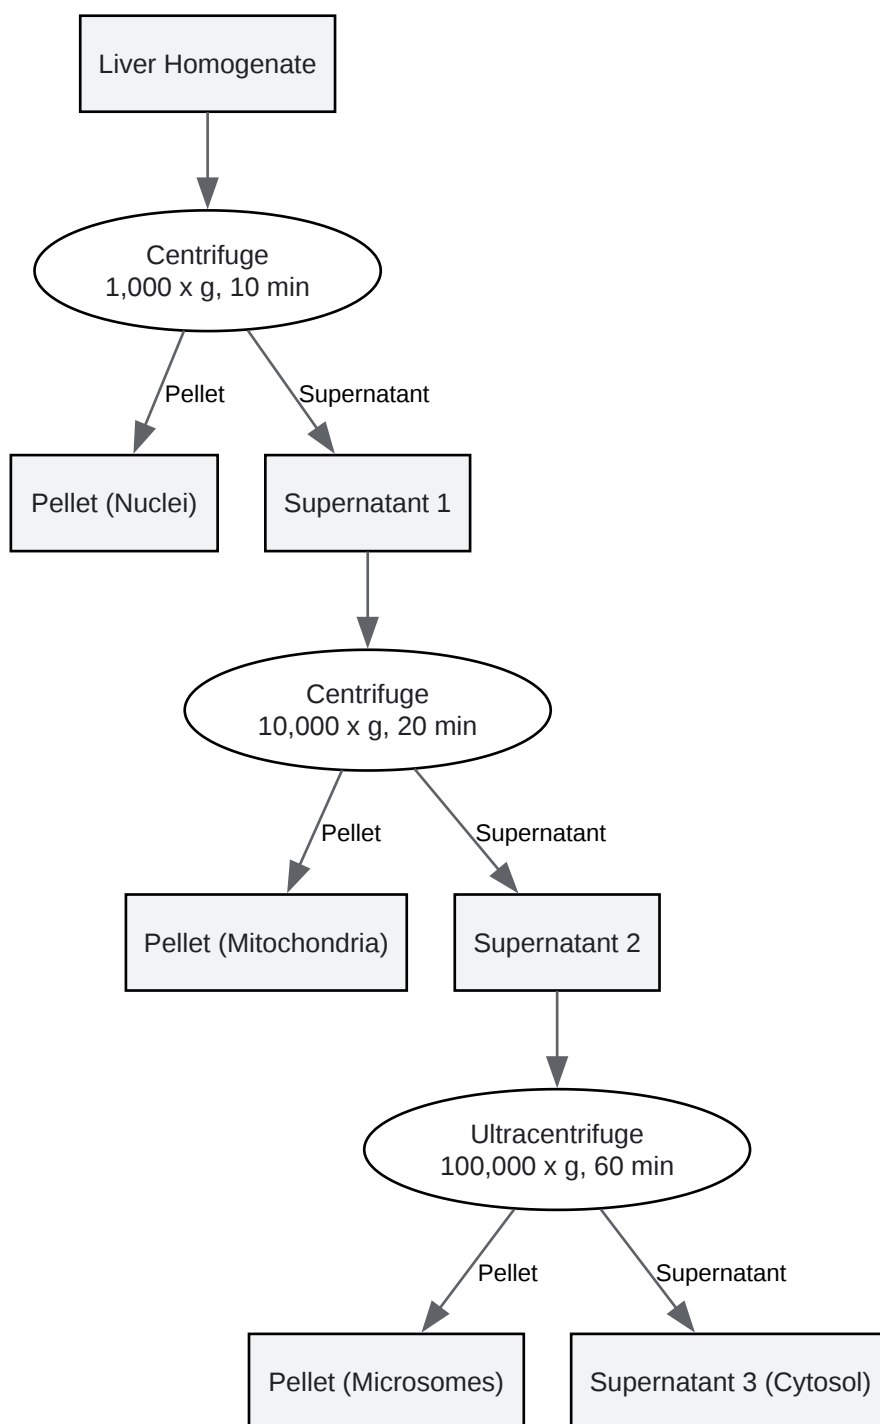 Liver Homogenate
Centrifuge
1,000 x g, 10 min
Pellet
Supernatant
Pellet (Nuclei)
Supernatant 1
Centrifuge
10,000 x g, 20 min
Pellet
Supernatant
Pellet (Mitochondria)
Supernatant 2
Ultracentrifuge
100,000 x g, 60 min
Pellet
Supernatant
Pellet (Microsomes)
Supernatant 3 (Cytosol)